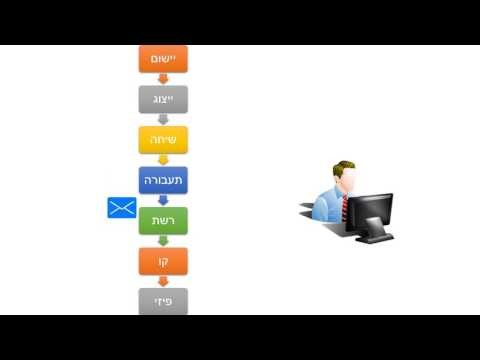 יישום
ייצוג
שיחה
תעבורה
רשת
קו
פיזי